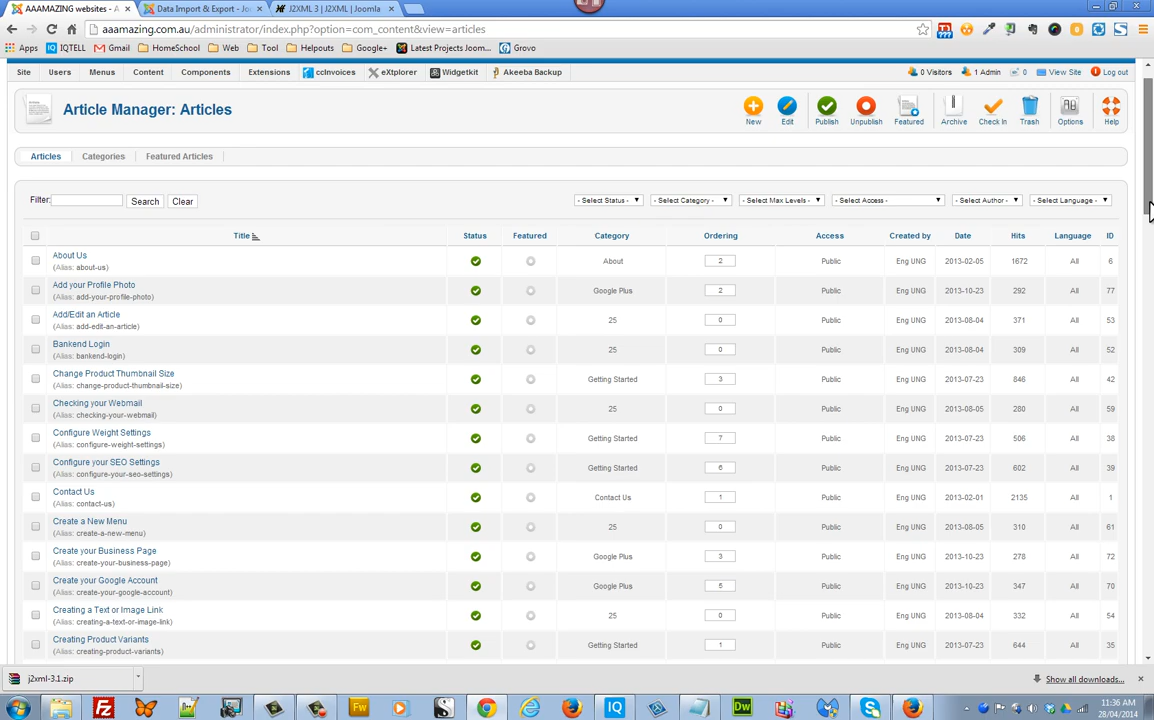 AAAMAZING websites - A × Data Import & Export - Jo × J2XML 3 | J2XML | Joomla ×
aaamazing.com.au/administrator/index.php?option=com_content&view=articles
Apps IQTELL Gmail HomeSchool Web Tool Helpouts Google+ Latest Projects Joom... Grovo
Site Users Menus Content Components Extensions ccInvoices eXtplorer Widgetkit Akeeba Backup 0 Visitors 1 Admin 0 View Site Log out
Article Manager: Articles
New Edit Publish Unpublish Featured Archive Check In Trash Options Help
Articles Categories Featured Articles
Filter: Search Clear - Select Status - - Select Category - - Select Max Levels - - Select Access - - Select Author - - Select Language -
Title Status Featured Category Ordering Access Created by Date Hits Language ID
About Us
(Alias: about-us) About 2 Public Eng UNG 2013-02-05 1672 All 6
Add your Profile Photo
(Alias: add-your-profile-photo) Google Plus 2 Public Eng UNG 2013-10-23 292 All 77
Add/Edit an Article
(Alias: add-edit-an-article) 25 0 Public Eng UNG 2013-08-04 371 All 53
Bankend Login
(Alias: bankend-login) 25 0 Public Eng UNG 2013-08-04 309 All 52
Change Product Thumbnail Size
(Alias: change-product-thumbnail-size) Getting Started 3 Public Eng UNG 2013-07-23 846 All 42
Checking your Webmail
(Alias: checking-your-webmail) 25 0 Public Eng UNG 2013-08-05 280 All 59
Configure Weight Settings
(Alias: configure-weight-settings) Getting Started 7 Public Eng UNG 2013-07-23 506 All 38
Configure your SEO Settings
(Alias: configure-your-seo-settings) Getting Started 6 Public Eng UNG 2013-07-23 602 All 39
Contact Us
(Alias: contact-us) Contact Us 1 Public Eng UNG 2013-02-01 2135 All 1
Create a New Menu
(Alias: create-a-new-menu) 25 0 Public Eng UNG 2013-08-05 310 All 61
Create your Business Page
(Alias: create-your-business-page) Google Plus 3 Public Eng UNG 2013-10-23 278 All 72
Create your Google Account
(Alias: create-your-google-account) Google Plus 5 Public Eng UNG 2013-10-23 347 All 70
Creating a Text or Image Link
(Alias: creating-a-text-or-image-link) 25 0 Public Eng UNG 2013-08-04 332 All 54
Creating Product Variants
(Alias: creating-product-variants) Getting Started 1 Public Eng UNG 2013-07-23 644 All 35
j2xml-3.1.zip Show all downloads...
11:36 AM
28/04/2014